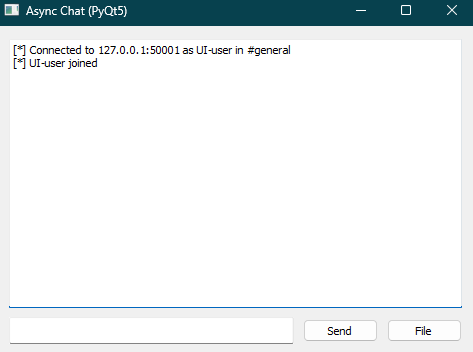 Async Chat (PyQt5)
[*] Connected to 127.0.0.1:50001 as UI-user in #general
[*] UI-user joined
Send
File